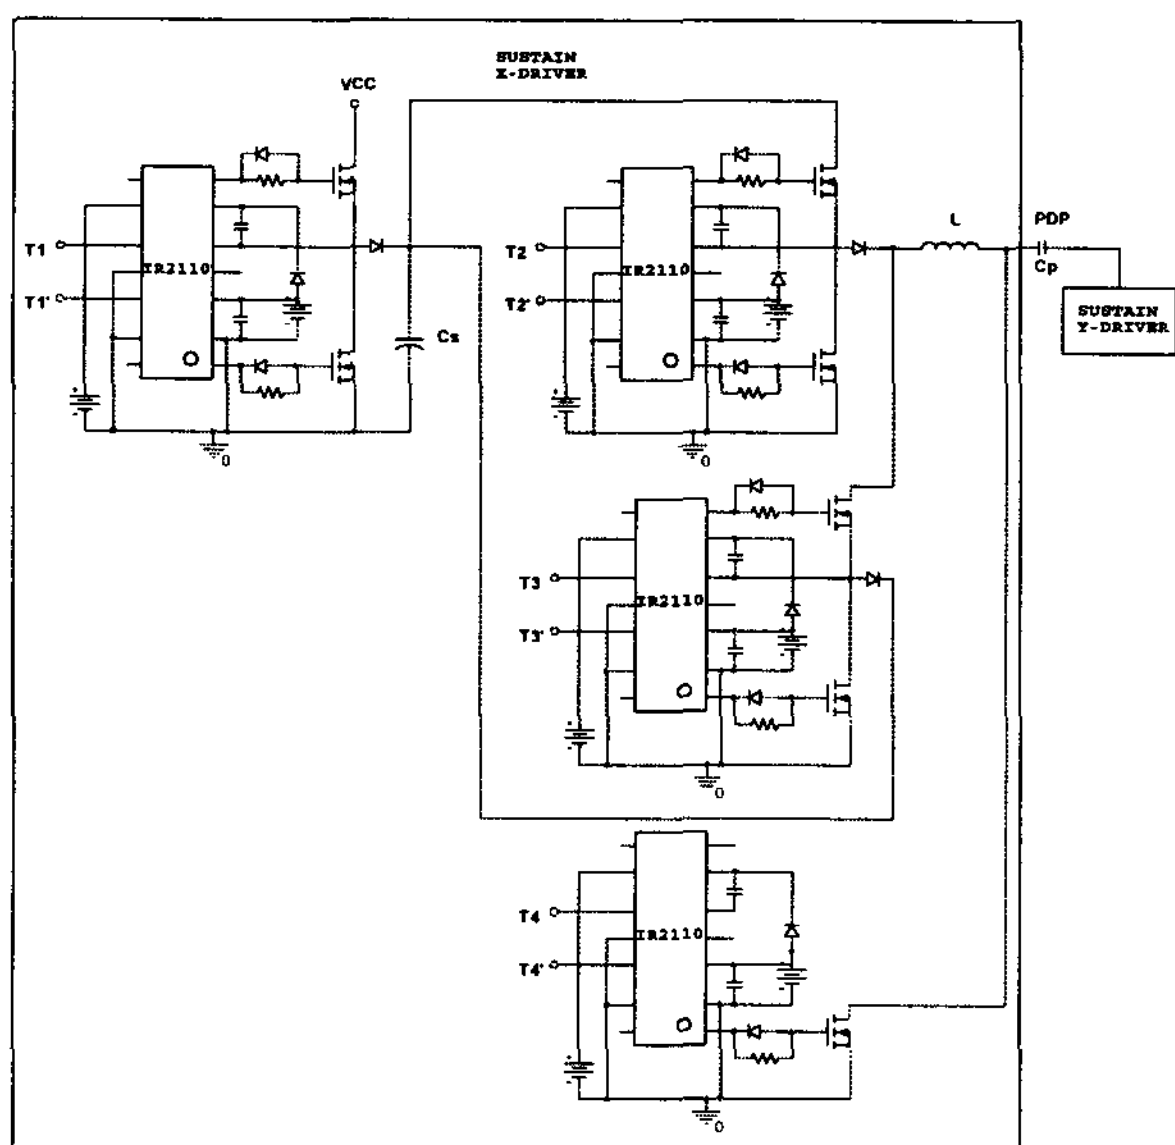 SUSTAIN
X-DRIVER
VCC
T1
T1'
IR2110
Cs
0
T2
T2'
IR2110
0
L
PDP
Cp
SUSTAIN
Y-DRIVER
T3
T3'
IR2110
0
T4
T4'
IR2110
0